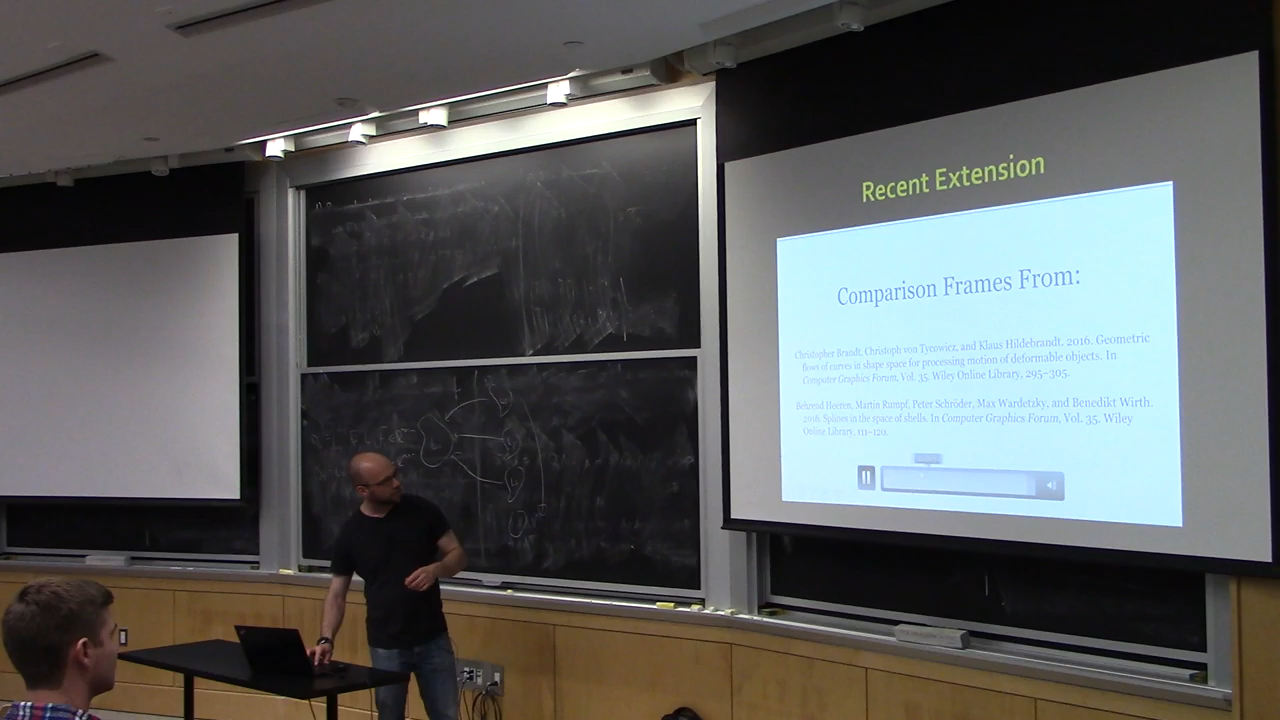 Recent Extension
Comparison Frames From:
Christopher Brandt, Christoph von Tycowicz, and Klaus Hildebrandt. 2016. Geometric
flows of curves in shape space for processing motion of deformable objects. In
Computer Graphics Forum, Vol. 35. Wiley Online Library, 295–305.
Behrend Heeren, Martin Rumpf, Peter Schröder, Max Wardetzky, and Benedikt Wirth.
2016. Splines in the space of shells. In Computer Graphics Forum, Vol. 35. Wiley
Online Library, 111–120.